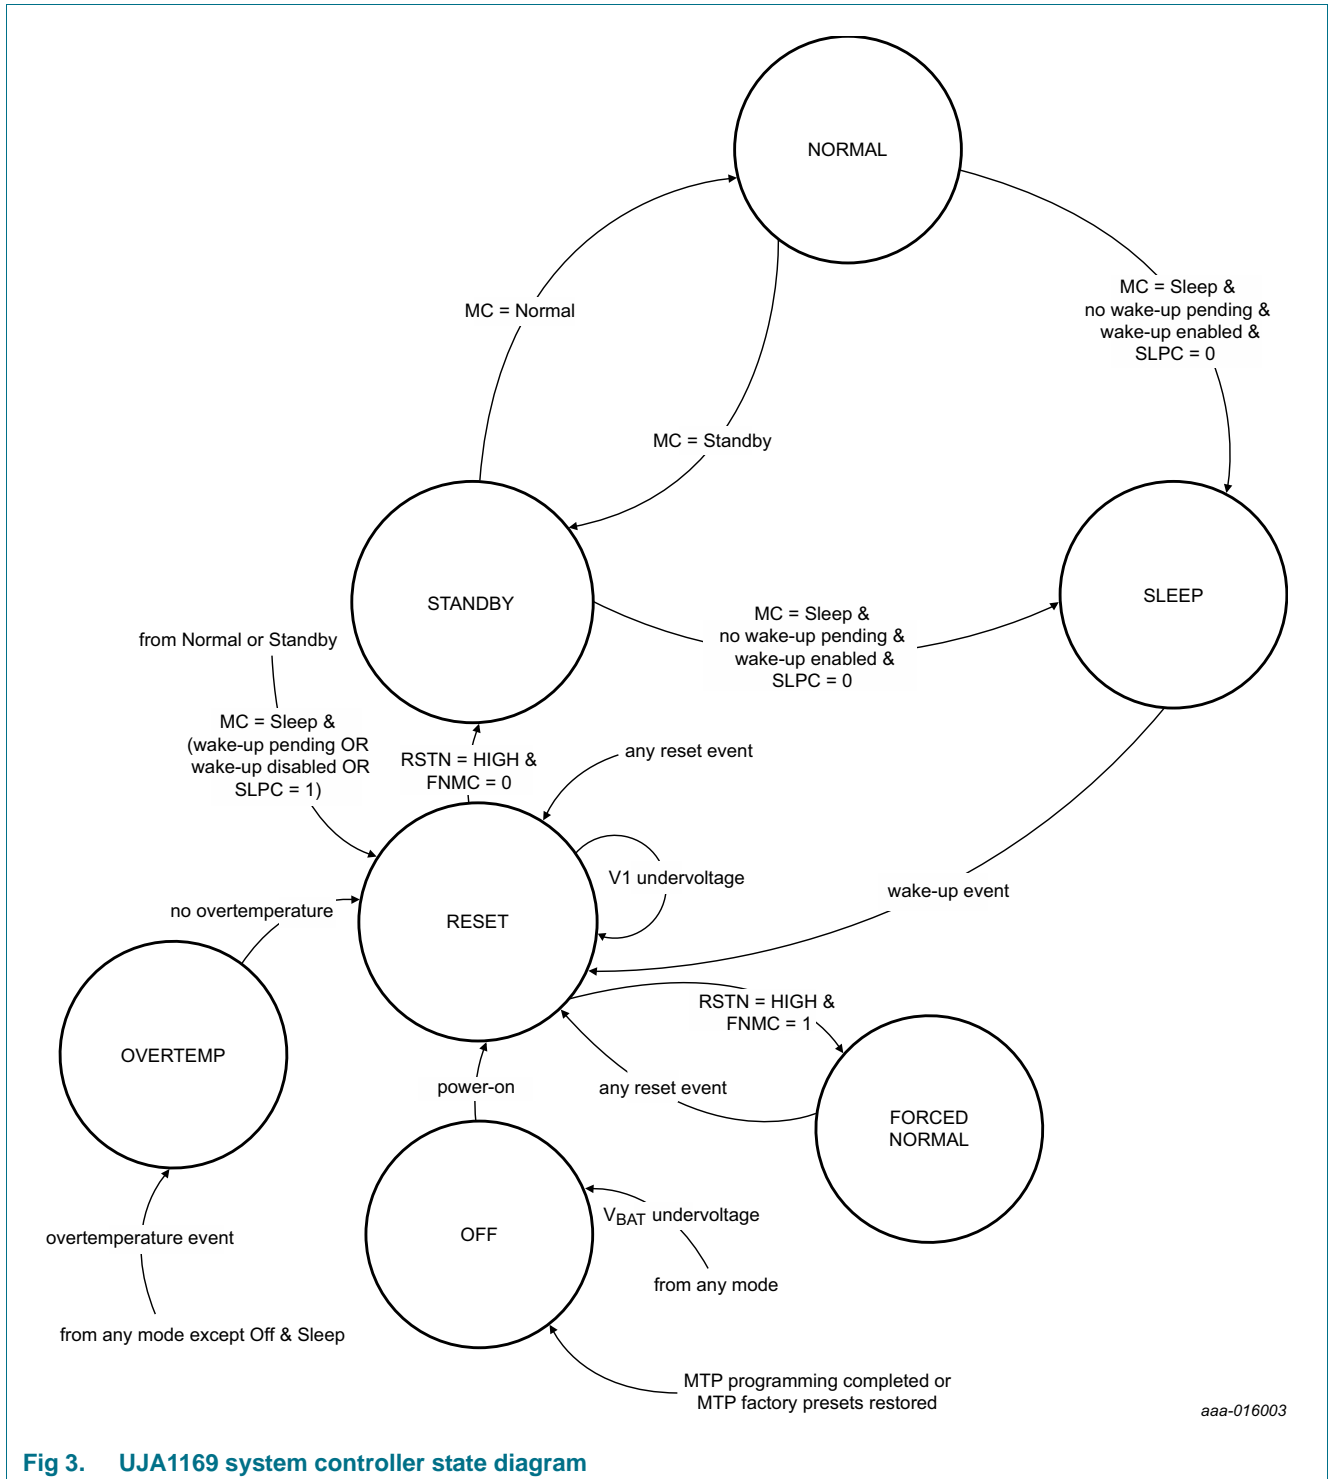 NORMAL
MC = Sleep &
no wake-up pending &
wake-up enabled &
SLPC = 0
MC = Normal
MC = Standby
STANDBY
SLEEP
MC = Sleep &
no wake-up pending &
wake-up enabled &
SLPC = 0
from Normal or Standby
MC = Sleep &
(wake-up pending OR
wake-up disabled OR
SLPC = 1)
RSTN = HIGH &
FNMC = 0
any reset event
V1 undervoltage
wake-up event
no overtemperature
RESET
RSTN = HIGH &
FNMC = 1
OVERTEMP
power-on
any reset event
FORCED
NORMAL
OFF
VBAT undervoltage
from any mode
overtemperature event
from any mode except Off & Sleep
MTP programming completed or
MTP factory presets restored
aaa-016003
Fig 3. UJA1169 system controller state diagram